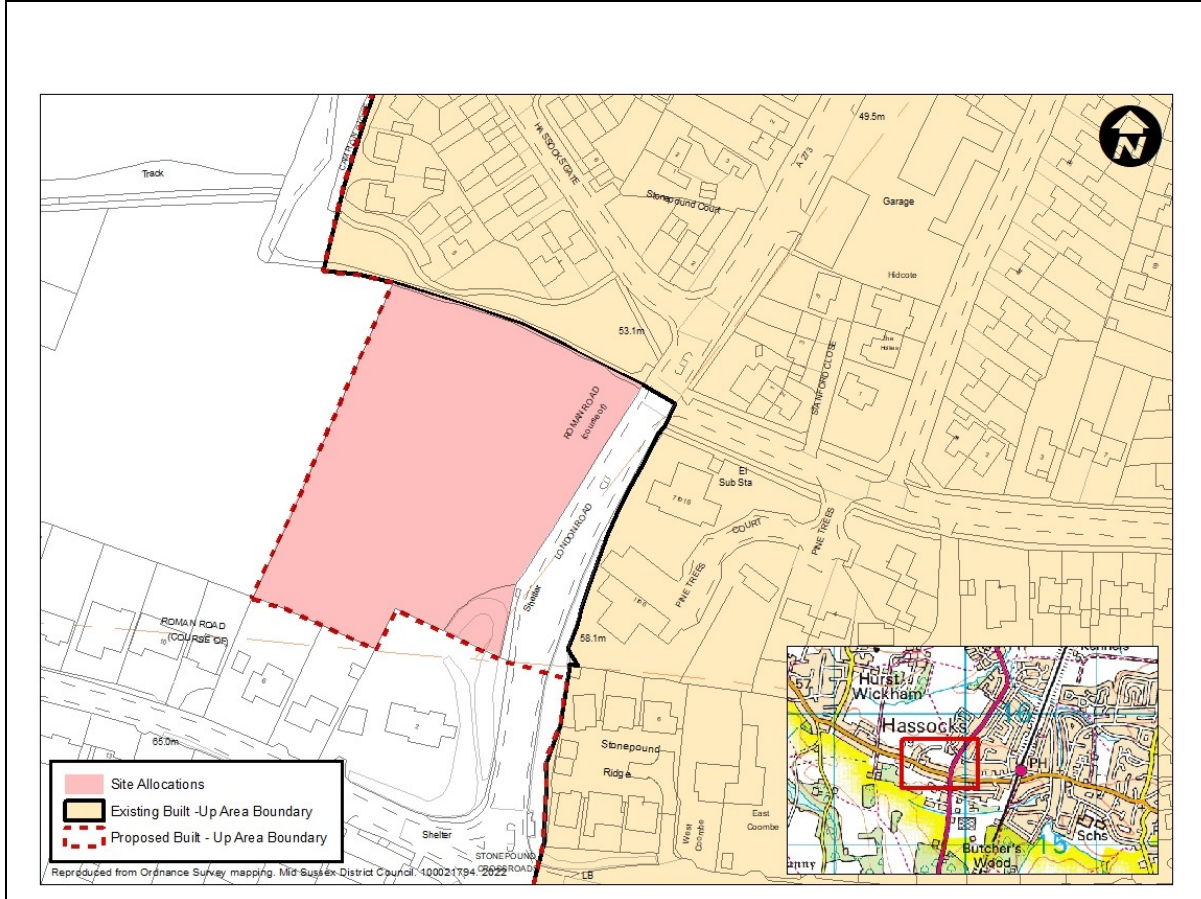 N
CAMPION
Track
HASSOCKS GATE
Stonepound Court
A 273
49.5m
Garage
Hidcote
The
Hollies
53.1m
STANFORD CLOSE
ROMAN ROAD
(course of)
El
Sub Sta
LONDON ROAD
COURT
PINE TREES
PINE TREES
Shelter
58.1m
ROMAN ROAD
(COURSE OF)
65.0m
Stonepound
Ridge
West
Coombe
East
Coombe
Shelter
STONEPOUND
CROSSROADS
LB
Hurst
Wickham
Hassocks
PH
Schs
Butcher's
Wood
15
Site Allocations
Existing Built -Up Area Boundary
Proposed Built - Up Area Boundary
Reproduced from Ordnance Survey mapping. Mid Sussex District Council. 100021794. 2022